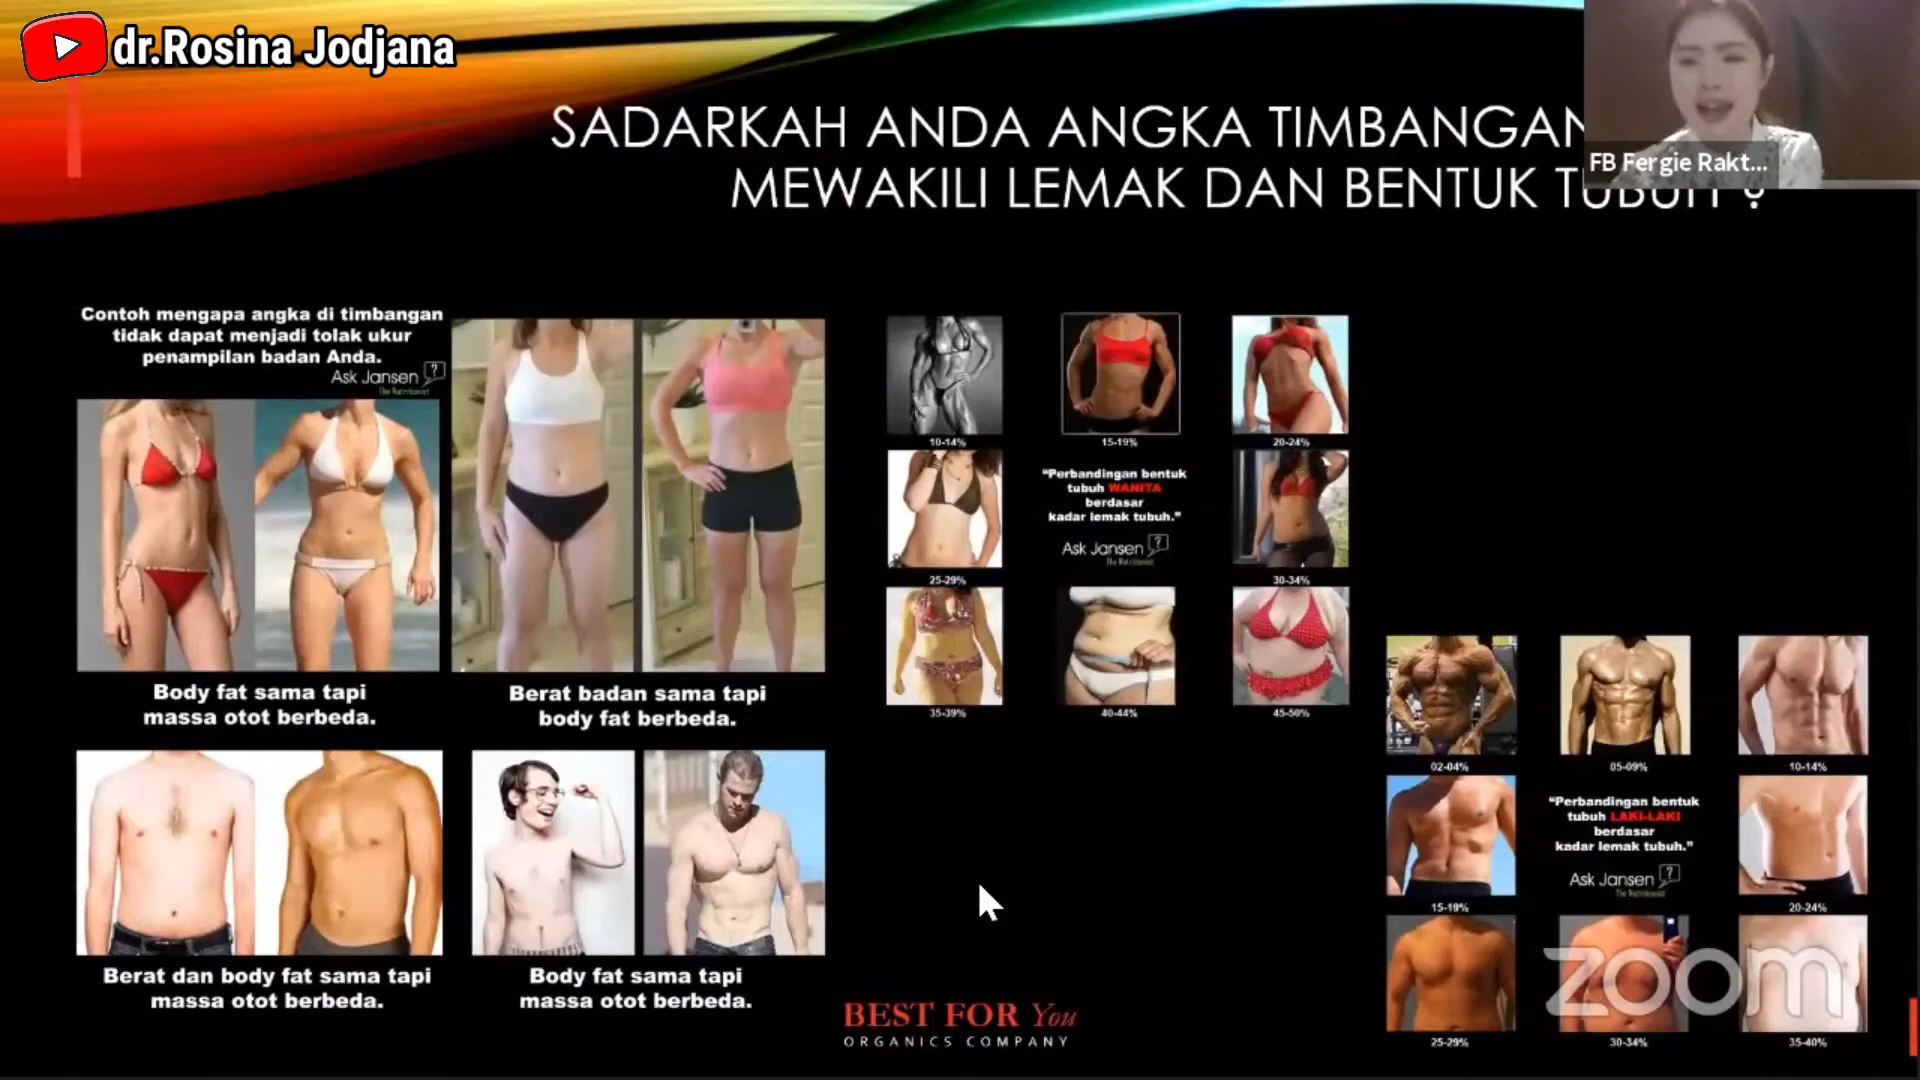 dr.Rosina Jodjana
SADARKAH ANDA ANGKA TIMBANGAN
MEWAKILI LEMAK DAN BENTUK TUBUH ?
FB Fergie Rakt...
Contoh mengapa angka di timbangan
tidak dapat menjadi tolak ukur
penampilan badan Anda.
Ask Jansen ?
The Nutritionist
Body fat sama tapi
massa otot berbeda.
Berat badan sama tapi
body fat berbeda.
Berat dan body fat sama tapi
massa otot berbeda.
Body fat sama tapi
massa otot berbeda.
10-14%
15-19%
20-24%
"Perbandingan bentuk
tubuh WANITA
berdasar
kadar lemak tubuh."
Ask Jansen ?
The Nutritionist
25-29%
30-34%
35-39%
40-44%
45-50%
02-04%
05-09%
10-14%
"Perbandingan bentuk
tubuh LAKI-LAKI
berdasar
kadar lemak tubuh."
Ask Jansen ?
The Nutritionist
15-19%
20-24%
25-29%
30-34%
35-40%
zoom
BEST FOR You
ORGANICS COMPANY